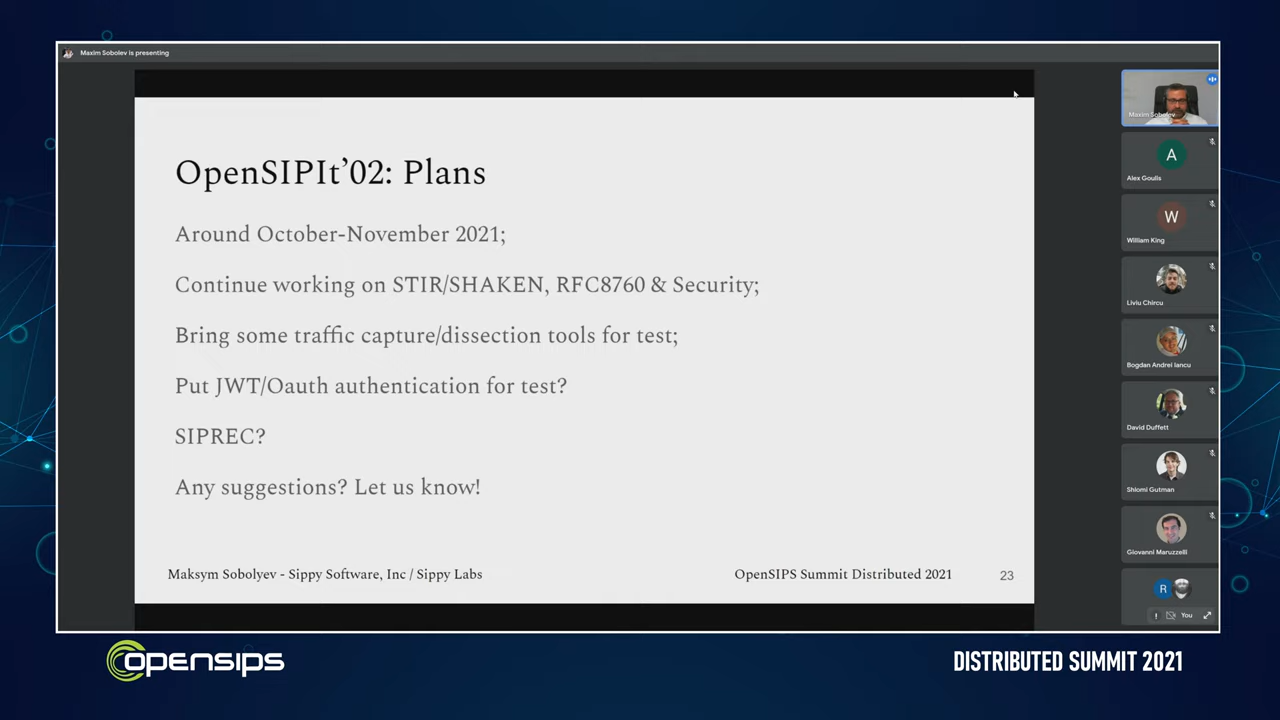 Maxim Sobolev is presenting
OpenSIPIt’02: Plans
Around October-November 2021;
Continue working on STIR/SHAKEN, RFC8760 & Security;
Bring some traffic capture/dissection tools for test;
Put JWT/Oauth authentication for test?
SIPREC?
Any suggestions? Let us know!
Maksym Sobolyev - Sippy Software, Inc / Sippy Labs
OpenSIPS Summit Distributed 2021
23
Maxim Sobolev
A
Alex Goulis
W
William King
Liviu Chircu
Bogdan Andrei Iancu
David Duffett
Shlomi Gutman
Giovanni Maruzzelli
R
You
opensips
DISTRIBUTED SUMMIT 2021